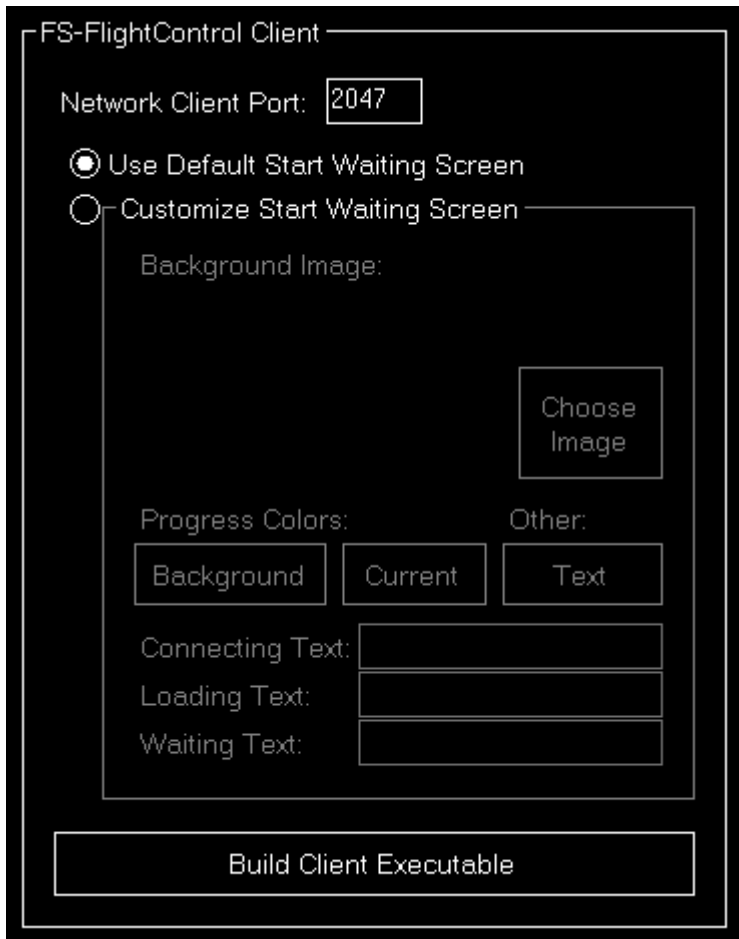 FS-FlightControl Client
Network Client Port: 2047
Use Default Start Waiting Screen
Customize Start Waiting Screen
Background Image:
Choose
Image
Progress Colors: Other:
Background Current Text
Connecting Text:
Loading Text:
Waiting Text:
Build Client Executable